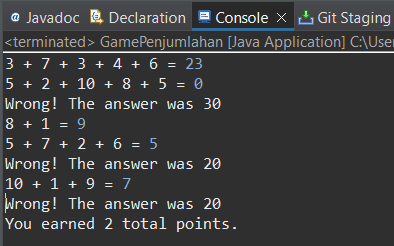 @ Javadoc Declaration Console × Git Staging
<terminated> GamePenjumlahan [Java Application] C:\User
3 + 7 + 3 + 4 + 6 = 23
5 + 2 + 10 + 8 + 5 = 0
Wrong! The answer was 30
8 + 1 = 9
5 + 7 + 2 + 6 = 5
Wrong! The answer was 20
10 + 1 + 9 = 7
Wrong! The answer was 20
You earned 2 total points.